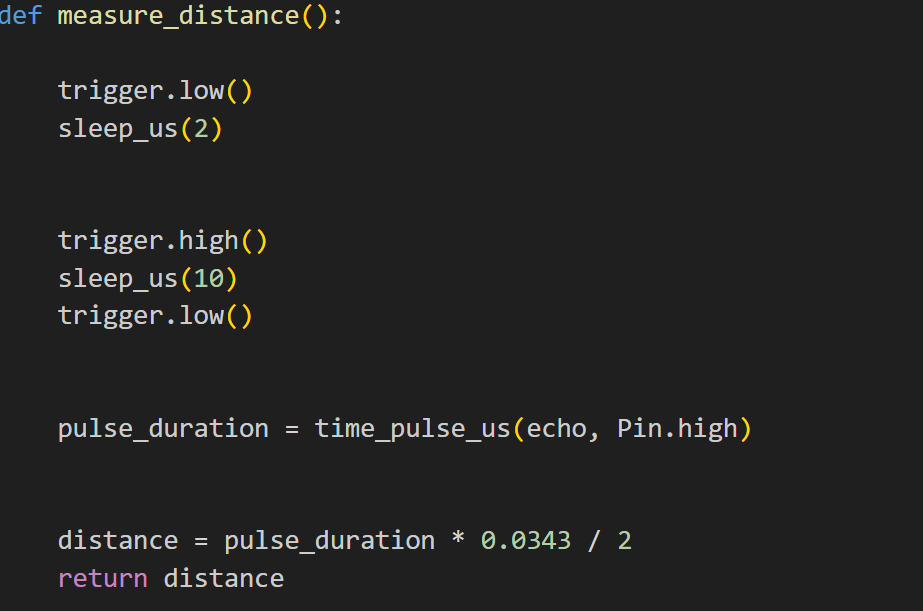 def measure_distance():
trigger.low()
sleep_us(2)
trigger.high()
sleep_us(10)
trigger.low()
pulse_duration = time_pulse_us(echo, Pin.high)
distance = pulse_duration * 0.0343 / 2
return distance